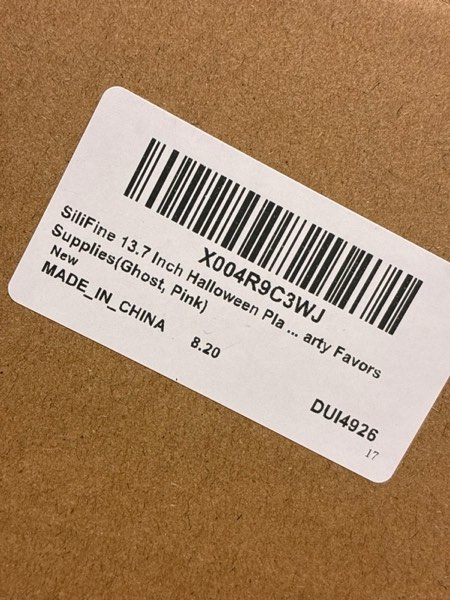 X004R9C3WJ
SiliFine 13.7 Inch Halloween Pla ... arty Favors
Supplies(Ghost, Pink)
New
MADE_IN_CHINA
8.20
DUI4926
17